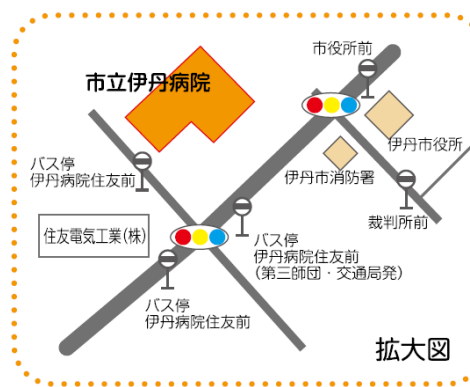 市役所前
市立伊丹病院
伊丹市役所
バス停
伊丹病院住友前
伊丹市消防署
裁判所前
住友電気工業(株)
バス停
伊丹病院住友前
(第三師団・交通局発)
バス停
伊丹病院住友前
拡大図